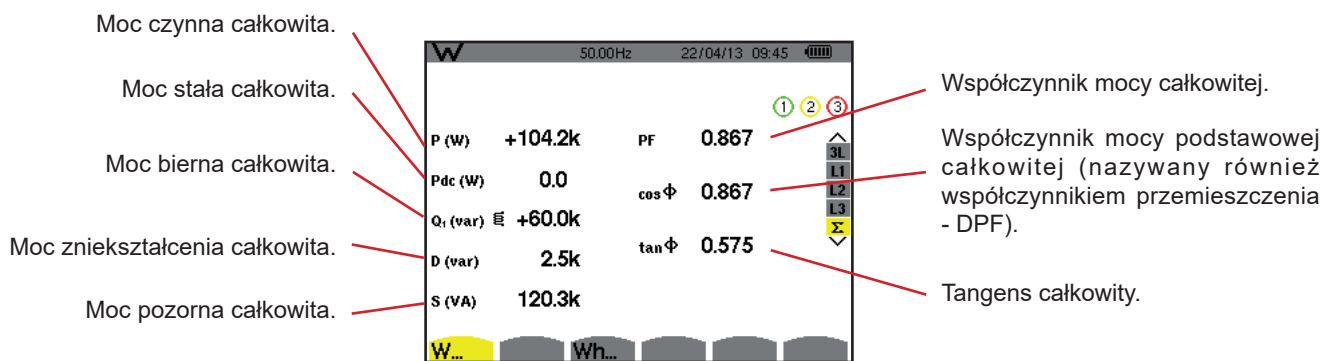 Moc czynna całkowita.
Moc stała całkowita.
Moc bierna całkowita.
Moc zniekształcenia całkowita.
Moc pozorna całkowita.
W 50.00Hz 22/04/13 09:45
1 2 3
P (W) +104.2k PF 0.867
Pdc (W) 0.0 cos Φ 0.867
Q₁ (var) +60.0k
D (var) 2.5k tan Φ 0.575
S (VA) 120.3k
3L
L1
L2
L3
Σ
W... Wh...
Współczynnik mocy całkowitej.
Współczynnik mocy podstawowej
całkowitej (nazywany również
współczynnikiem przemieszczenia
- DPF).
Tangens całkowity.